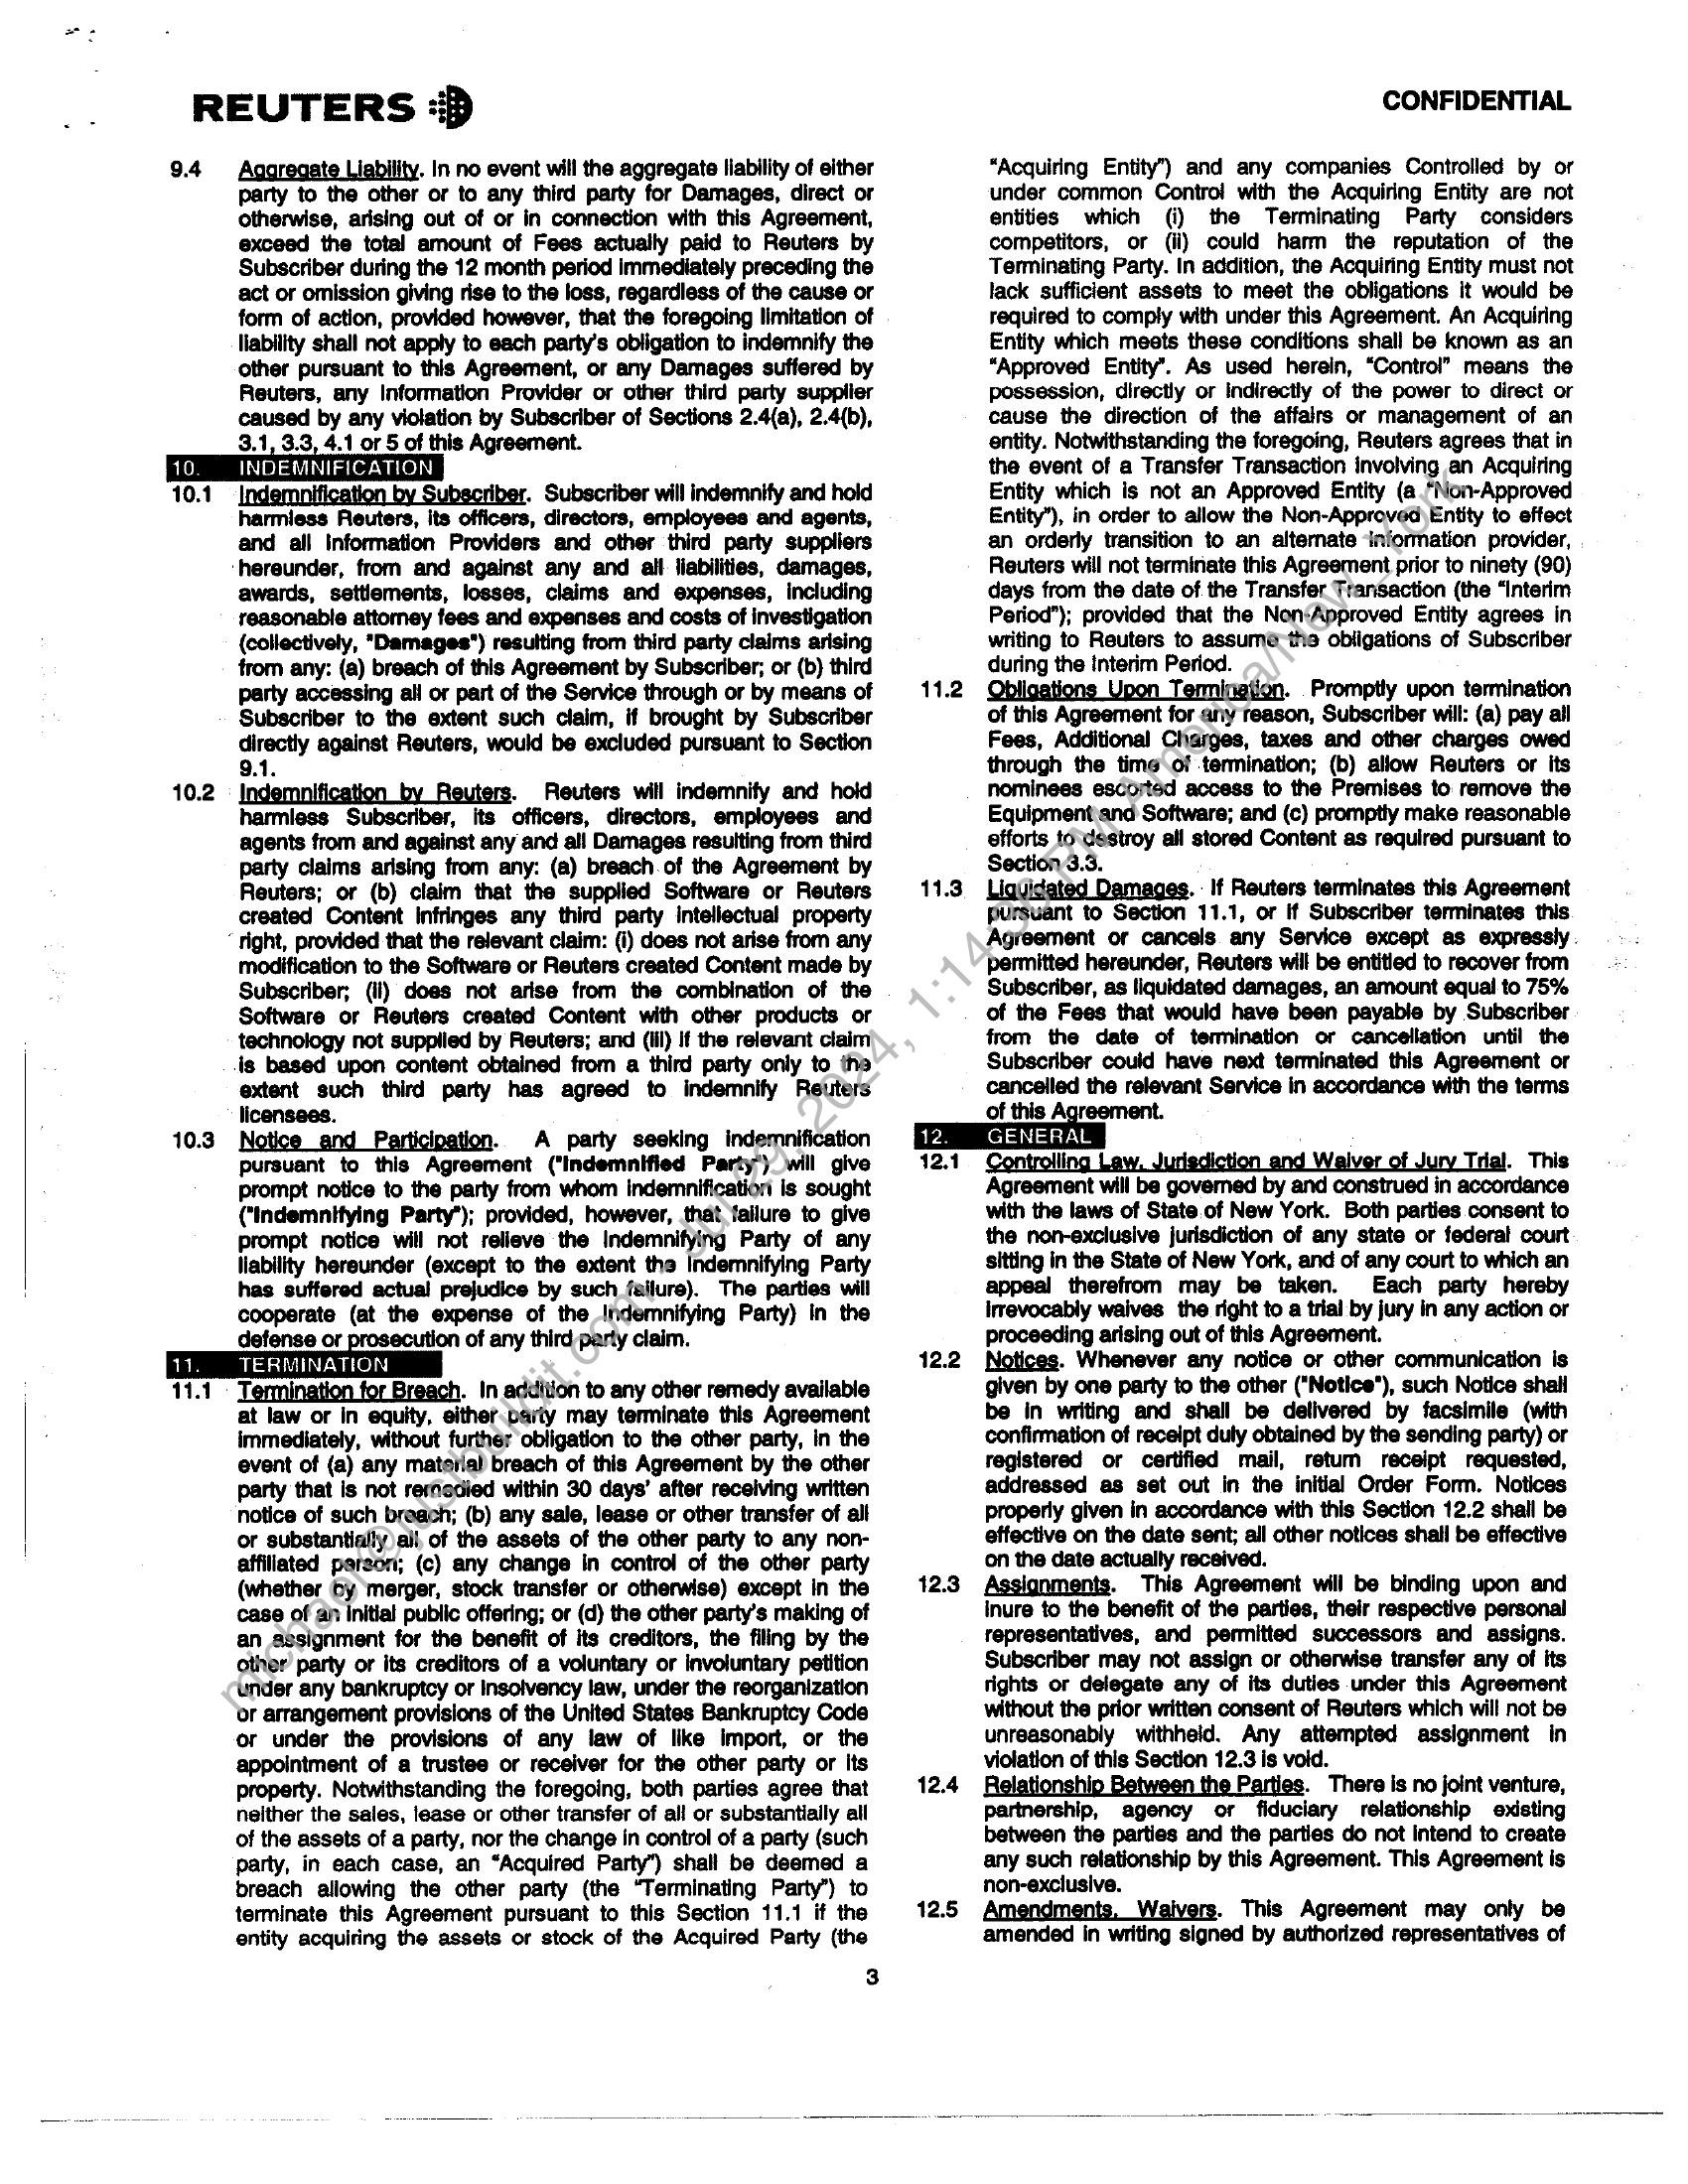 REUTERS
CONFIDENTIAL
9.4 Aggregate Liability. In no event will the aggregate liability of either
party to the other or to any third party for Damages, direct or
otherwise, arising out of or in connection with this Agreement,
exceed the total amount of Fees actually paid to Reuters by
Subscriber during the 12 month period immediately preceding the
act or omission giving rise to the loss, regardless of the cause or
form of action, provided however, that the foregoing limitation of
liability shall not apply to each party's obligation to indemnify the
other pursuant to this Agreement, or any Damages suffered by
Reuters, any Information Provider or other third party supplier
caused by any violation by Subscriber of Sections 2.4(a), 2.4(b),
3.1, 3.3, 4.1 or 5 of this Agreement.
10. INDEMNIFICATION
10.1 Indemnification by Subscriber. Subscriber will indemnify and hold
harmless Reuters, its officers, directors, employees and agents,
and all Information Providers and other third party suppliers
hereunder, from and against any and all liabilities, damages,
awards, settlements, losses, claims and expenses, including
reasonable attorney fees and expenses and costs of investigation
(collectively, "Damages") resulting from third party claims arising
from any: (a) breach of this Agreement by Subscriber; or (b) third
party accessing all or part of the Service through or by means of
Subscriber to the extent such claim, if brought by Subscriber
directly against Reuters, would be excluded pursuant to Section
9.1.
10.2 Indemnification by Reuters. Reuters will indemnify and hold
harmless Subscriber, its officers, directors, employees and
agents from and against any and all Damages resulting from third
party claims arising from any: (a) breach of the Agreement by
Reuters; or (b) claim that the supplied Software or Reuters
created Content infringes any third party intellectual property
right, provided that the relevant claim: (i) does not arise from any
modification to the Software or Reuters created Content made by
Subscriber; (ii) does not arise from the combination of the
Software or Reuters created Content with other products or
technology not supplied by Reuters; and (iii) if the relevant claim
is based upon content obtained from a third party only to the
extent such third party has agreed to indemnify Reuters
licensees.
10.3 Notice and Participation. A party seeking indemnification
pursuant to this Agreement ("Indemnified Party") will give
prompt notice to the party from whom indemnification is sought
("Indemnifying Party"); provided, however, that failure to give
prompt notice will not relieve the Indemnifying Party of any
liability hereunder (except to the extent the Indemnifying Party
has suffered actual prejudice by such failure). The parties will
cooperate (at the expense of the Indemnifying Party) in the
defense or prosecution of any third party claim.
11. TERMINATION
11.1 Termination for Breach. In addition to any other remedy available
at law or in equity, either party may terminate this Agreement
immediately, without further obligation to the other party, in the
event of (a) any material breach of this Agreement by the other
party that is not remedied within 30 days' after receiving written
notice of such breach; (b) any sale, lease or other transfer of all
or substantially all of the assets of the other party to any non-
affiliated person; (c) any change in control of the other party
(whether by merger, stock transfer or otherwise) except in the
case of an initial public offering; or (d) the other party's making of
an assignment for the benefit of its creditors, the filing by the
other party or its creditors of a voluntary or involuntary petition
under any bankruptcy or insolvency law, under the reorganization
or arrangement provisions of the United States Bankruptcy Code
or under the provisions of any law of like import, or the
appointment of a trustee or receiver for the other party or its
property. Notwithstanding the foregoing, both parties agree that
neither the sales, lease or other transfer of all or substantially all
of the assets of a party, nor the change in control of a party (such
party, in each case, an "Acquired Party") shall be deemed a
breach allowing the other party (the "Terminating Party") to
terminate this Agreement pursuant to this Section 11.1 if the
entity acquiring the assets or stock of the Acquired Party (the
"Acquiring Entity") and any companies Controlled by or
under common Control with the Acquiring Entity are not
entities which (i) the Terminating Party considers
competitors, or (ii) could harm the reputation of the
Terminating Party. In addition, the Acquiring Entity must not
lack sufficient assets to meet the obligations it would be
required to comply with under this Agreement. An Acquiring
Entity which meets these conditions shall be known as an
"Approved Entity". As used herein, "Control" means the
possession, directly or indirectly of the power to direct or
cause the direction of the affairs or management of an
entity. Notwithstanding the foregoing, Reuters agrees that in
the event of a Transfer Transaction involving an Acquiring
Entity which is not an Approved Entity (a "Non-Approved
Entity"), in order to allow the Non-Approved Entity to effect
an orderly transition to an alternate information provider,
Reuters will not terminate this Agreement prior to ninety (90)
days from the date of the Transfer Transaction (the "Interim
Period"); provided that the Non-Approved Entity agrees in
writing to Reuters to assume the obligations of Subscriber
during the Interim Period.
11.2 Obligations Upon Termination. Promptly upon termination
of this Agreement for any reason, Subscriber will: (a) pay all
Fees, Additional Charges, taxes and other charges owed
through the time of termination; (b) allow Reuters or its
nominees escorted access to the Premises to remove the
Equipment and Software; and (c) promptly make reasonable
efforts to destroy all stored Content as required pursuant to
Section 3.3.
11.3 Liquidated Damages. If Reuters terminates this Agreement
pursuant to Section 11.1, or if Subscriber terminates this
Agreement or cancels any Service except as expressly
permitted hereunder, Reuters will be entitled to recover from
Subscriber, as liquidated damages, an amount equal to 75%
of the Fees that would have been payable by Subscriber
from the date of termination or cancellation until the
Subscriber could have next terminated this Agreement or
cancelled the relevant Service in accordance with the terms
of this Agreement.
12. GENERAL
12.1 Controlling Law, Jurisdiction and Waiver of Jury Trial. This
Agreement will be governed by and construed in accordance
with the laws of State of New York. Both parties consent to
the non-exclusive jurisdiction of any state or federal court
sitting in the State of New York, and of any court to which an
appeal therefrom may be taken. Each party hereby
irrevocably waives the right to a trial by jury in any action or
proceeding arising out of this Agreement.
12.2 Notices. Whenever any notice or other communication is
given by one party to the other ("Notice"), such Notice shall
be in writing and shall be delivered by facsimile (with
confirmation of receipt duly obtained by the sending party) or
registered or certified mail, return receipt requested,
addressed as set out in the initial Order Form. Notices
properly given in accordance with this Section 12.2 shall be
effective on the date sent; all other notices shall be effective
on the date actually received.
12.3 Assignments. This Agreement will be binding upon and
inure to the benefit of the parties, their respective personal
representatives, and permitted successors and assigns.
Subscriber may not assign or otherwise transfer any of its
rights or delegate any of its duties under this Agreement
without the prior written consent of Reuters which will not be
unreasonably withheld. Any attempted assignment in
violation of this Section 12.3 is void.
12.4 Relationship Between the Parties. There is no joint venture,
partnership, agency or fiduciary relationship existing
between the parties and the parties do not intend to create
any such relationship by this Agreement. This Agreement is
non-exclusive.
12.5 Amendments, Waivers. This Agreement may only be
amended in writing signed by authorized representatives of
3
2024, 1:14:36 PM America/New_York